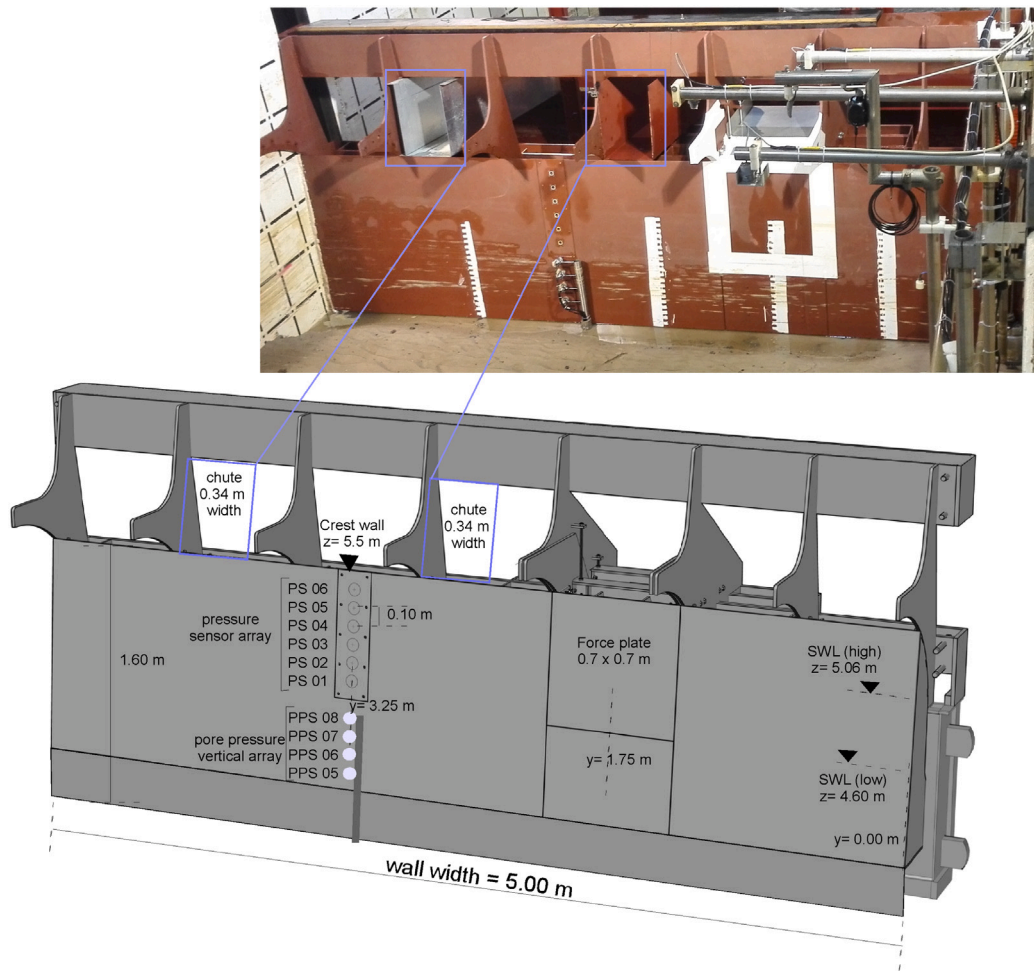 chute
0.34 m
width
chute
0.34 m
width
Crest wall
z= 5.5 m
PS 06
PS 05
PS 04
PS 03
PS 02
PS 01
pressure
sensor array
0.10 m
1.60 m
y= 3.25 m
PPS 08
PPS 07
PPS 06
PPS 05
pore pressure
vertical array
Force plate
0.7 x 0.7 m
y= 1.75 m
SWL (high)
z= 5.06 m
SWL (low)
z= 4.60 m
y= 0.00 m
wall width = 5.00 m